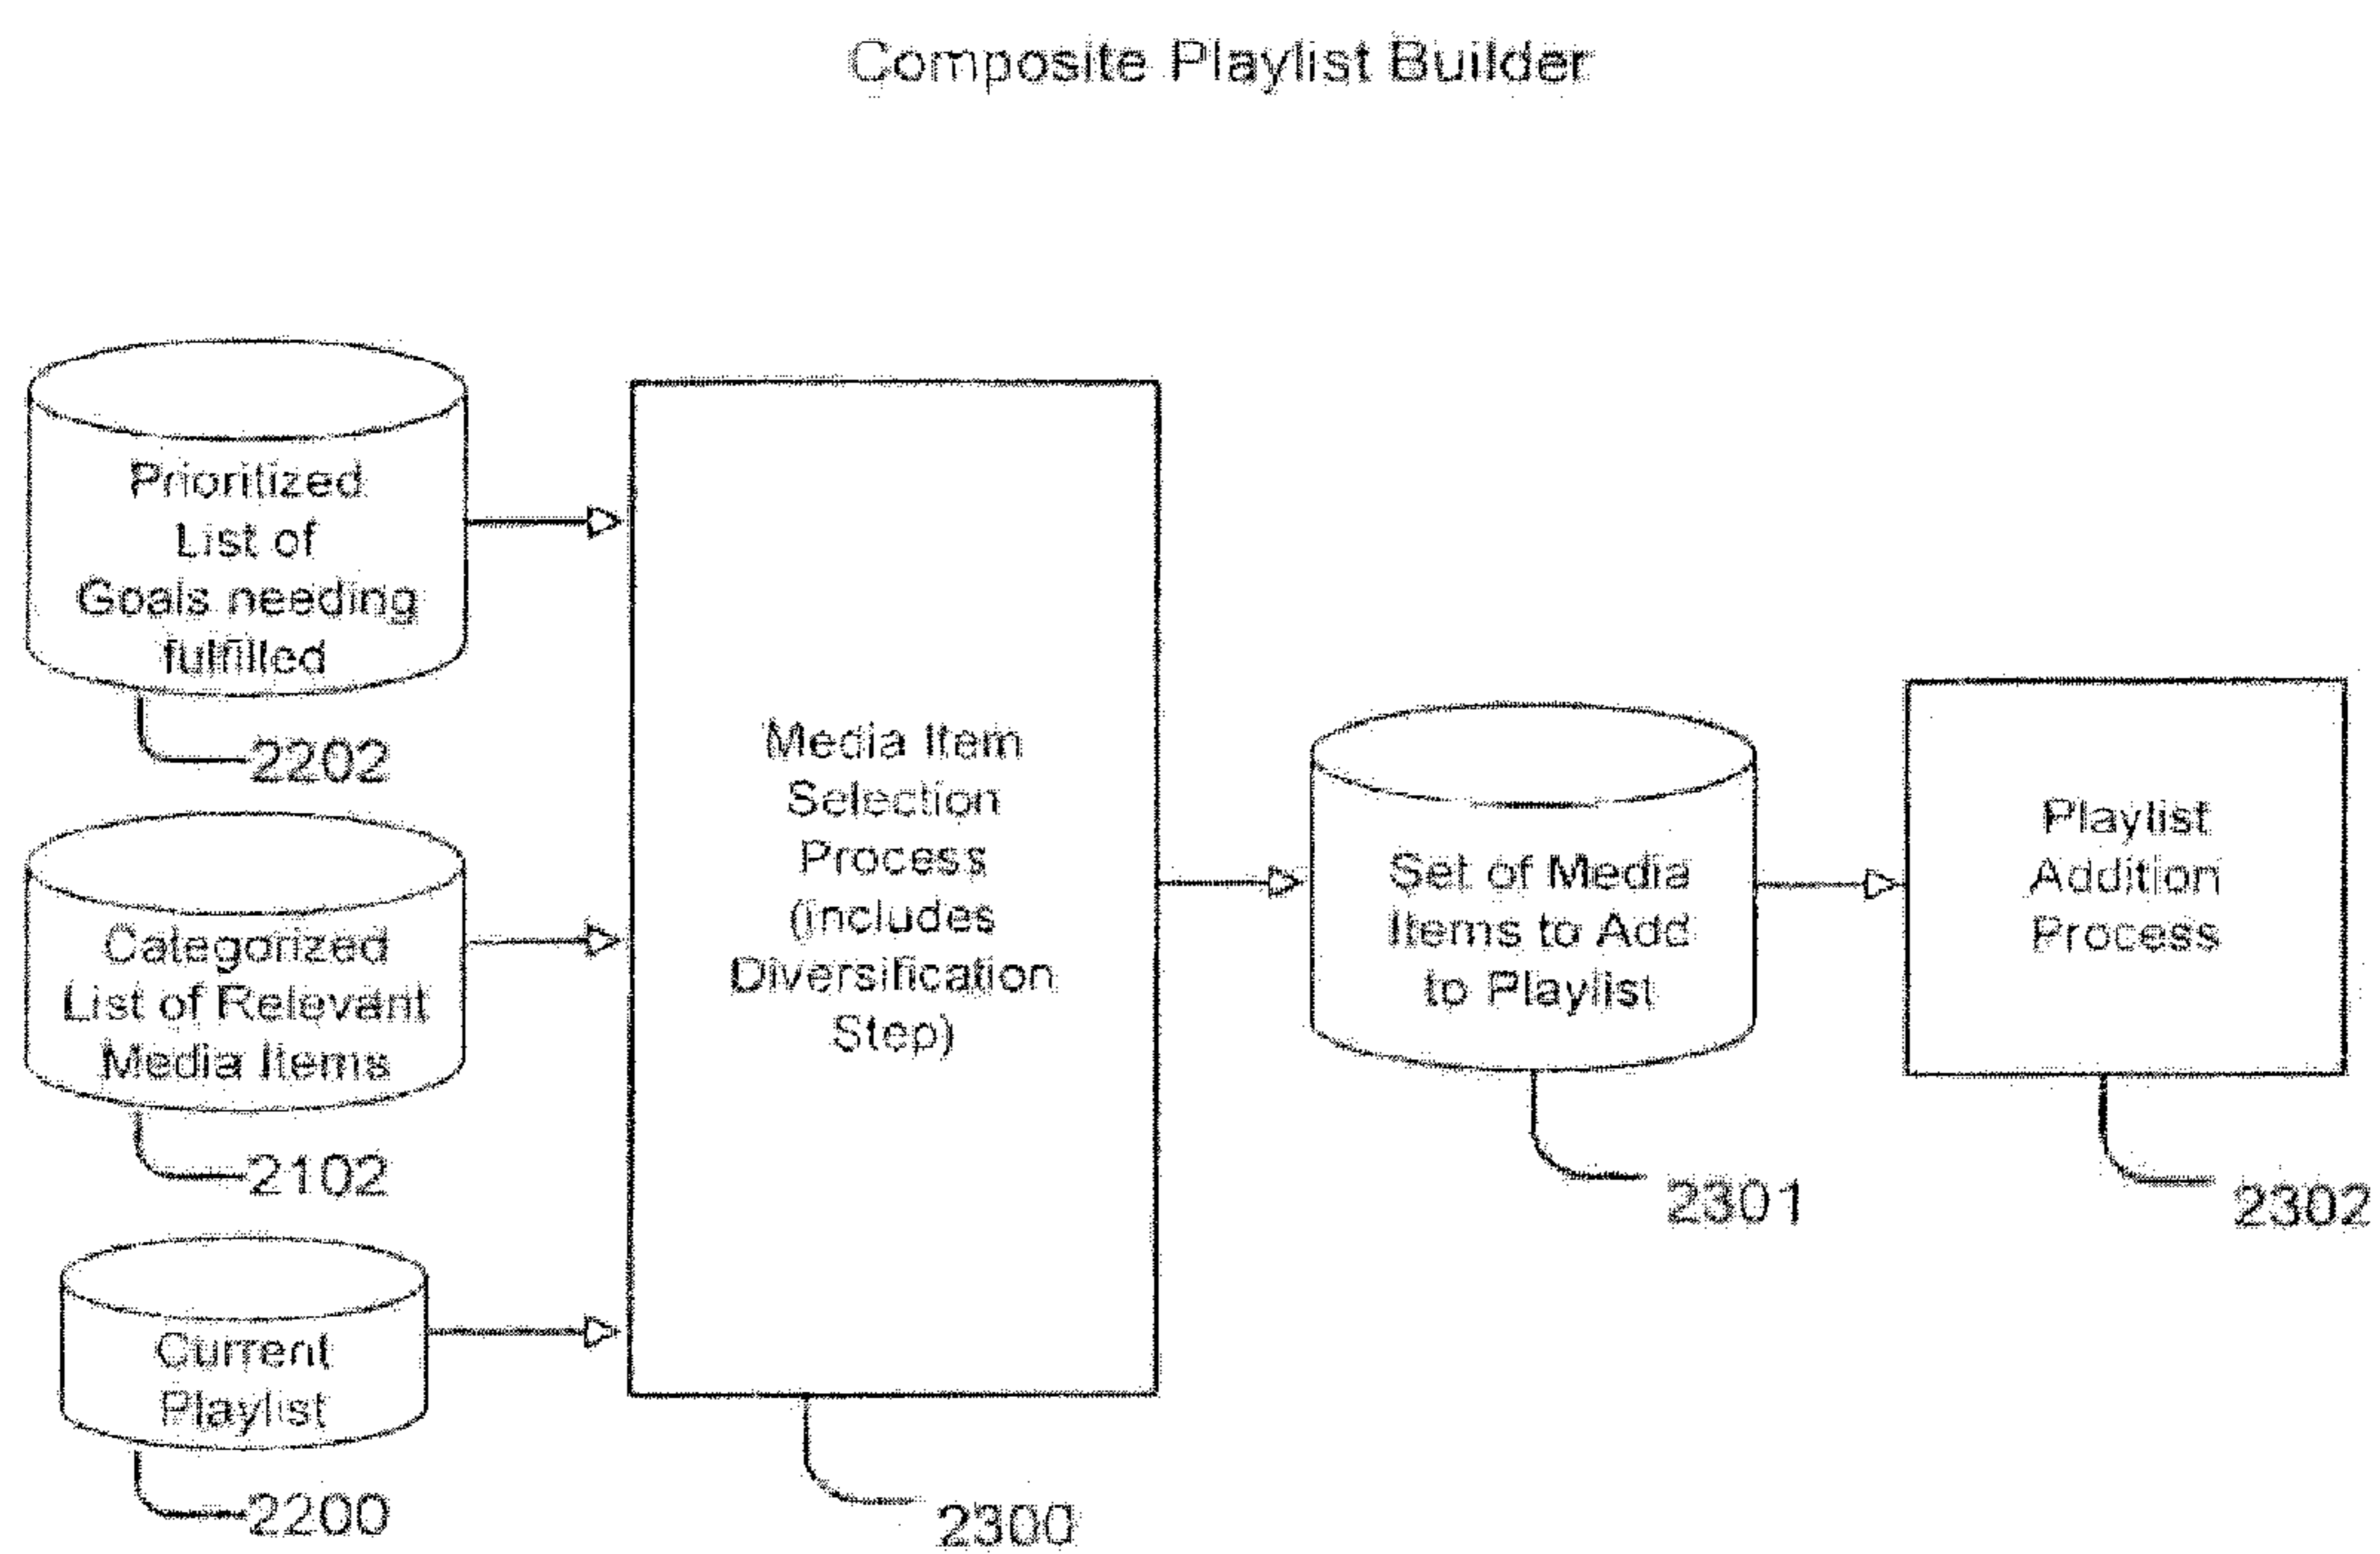 Composite Playlist Builder
Prioritized
List of
Goals needing
fulfilled
2202
Categorized
List of Relevant
Media Items
2102
Current
Playlist
2200
Media Item
Selection
Process
(includes
Diversification
Step)
2300
Set of Media
Items to Add
to Playlist
2301
Playlist
Addition
Process
2302